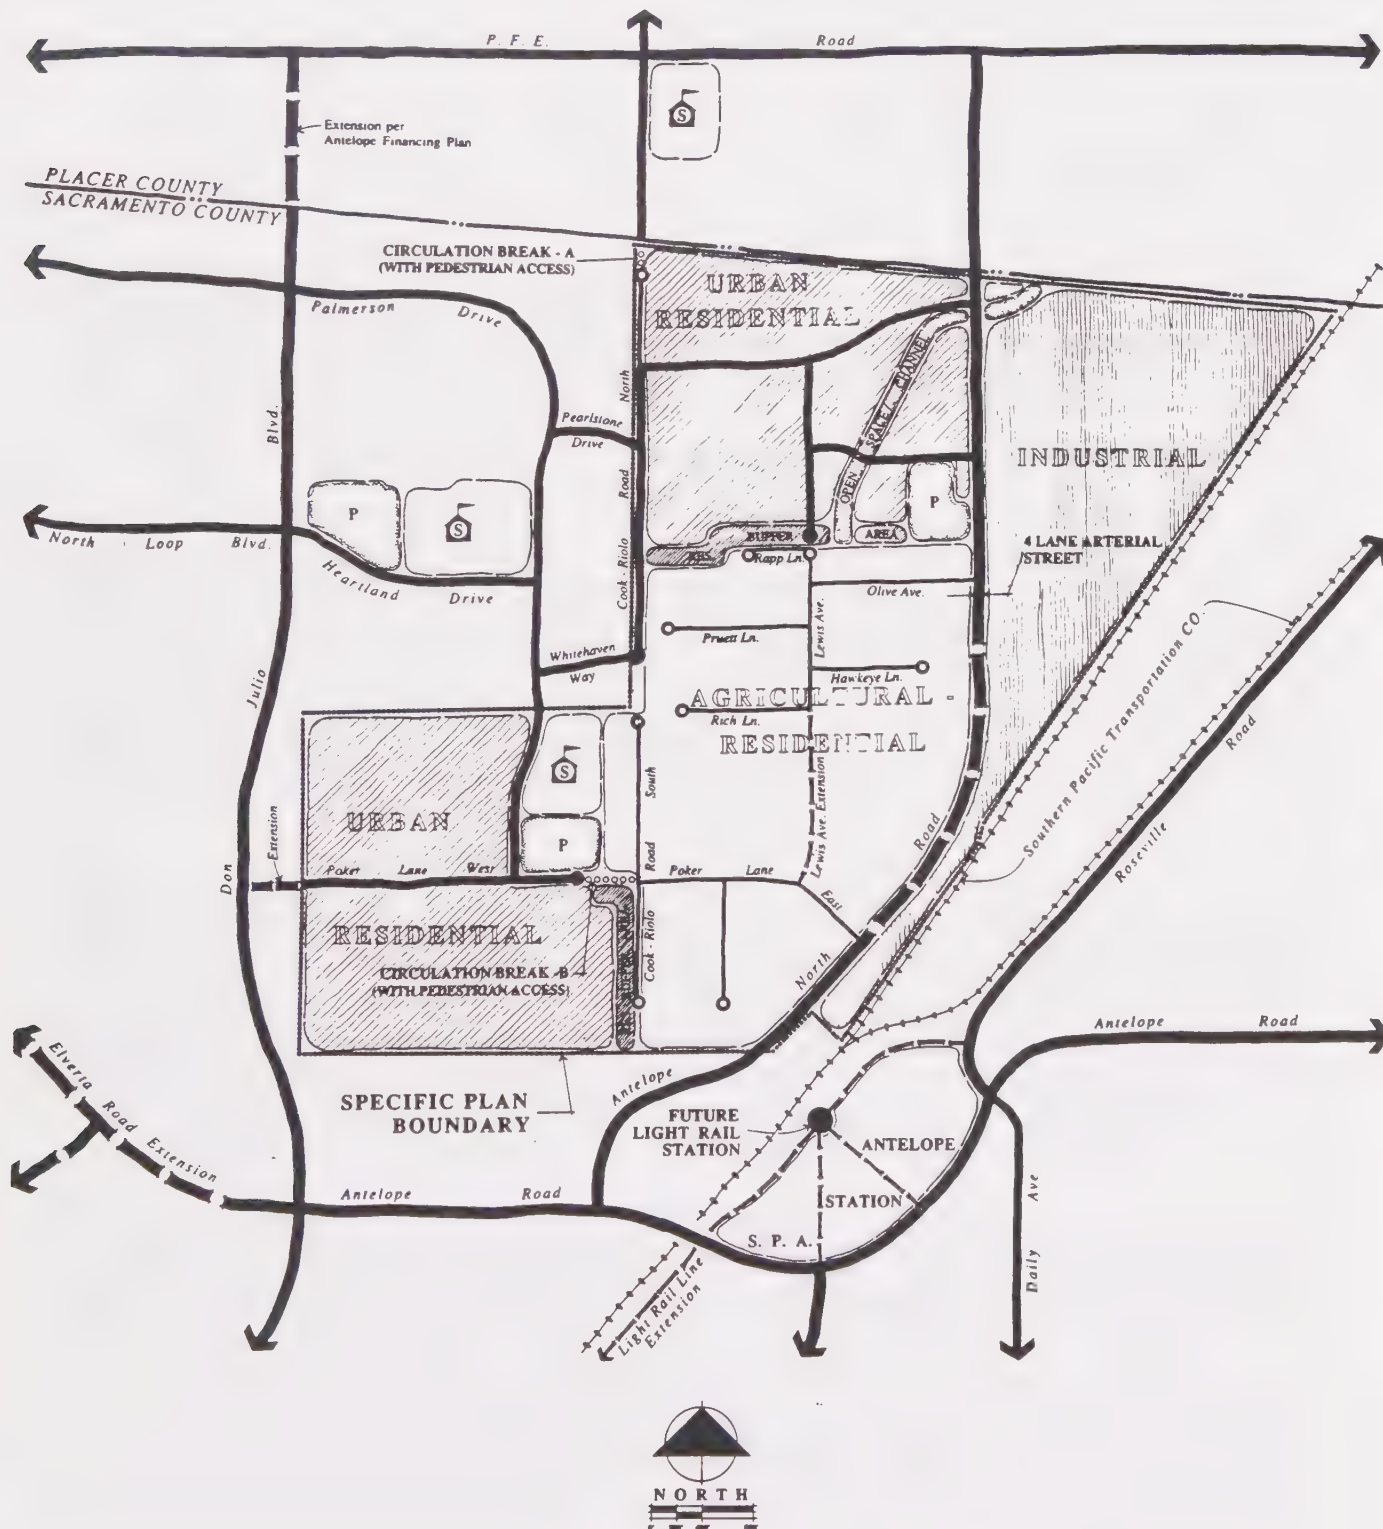 P. F. E. Road
S
Extension per
Antelope Financing Plan
PLACER COUNTY
SACRAMENTO COUNTY
CIRCULATION BREAK - A
(WITH PEDESTRIAN ACCESS)
URBAN
RESIDENTIAL
Palmerson Drive
North
OPEN SPACE / CHANNEL
Blvd.
Pearlstone
Drive
INDUSTRIAL
Road
P
S
P
North Loop Blvd.
BUFFER
AREA
RES.
Rapp Ln.
4 LANE ARTERIAL
STREET
Heartland Drive
Cook - Riolo
Olive Ave.
Lewis Ave.
Pruett Ln.
Whitehaven
Way
Hawkeye Ln.
Julio
AGRICULTURAL -
Rich Ln.
RESIDENTIAL
Southern Pacific Transportation CO.
Road
S
South
Lewis Ave. Extension
URBAN
Extension
P
Road
Roseville
Don
Poker Lane West
Road
Poker Lane
East
RESIDENTIAL
BUFFER
Cook - Riolo
CIRCULATION BREAK - B
(WITH PEDESTRIAN ACCESS)
North
Antelope Road
Elverta Road Extension
Antelope
SPECIFIC PLAN
BOUNDARY
FUTURE
LIGHT RAIL
STATION
ANTELOPE
STATION
S. P. A.
Antelope Road
Daily Ave
Light Rail Line
Extension
NORTH